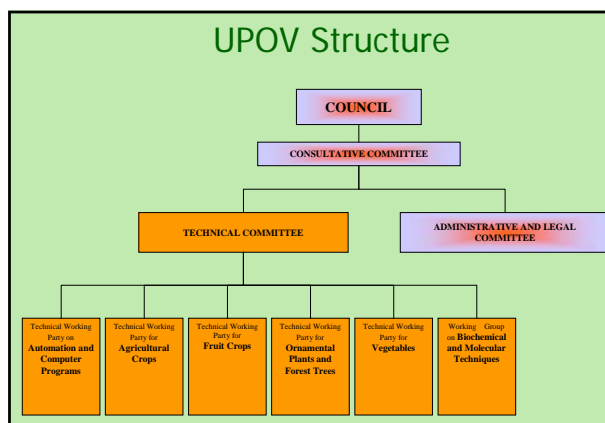 UPOV Structure
COUNCIL
CONSULTATIVE COMMITTEE
TECHNICAL COMMITTEE
ADMINISTRATIVE AND LEGAL
COMMITTEE
Technical Working
Party on
Automation and
Computer
Programs
Technical Working
Party for
Agricultural
Crops
Technical Working
Party for
Fruit Crops
Technical Working
Party for
Ornamental
Plants and
Forest Trees
Technical Working
Party for
Vegetables
Working Group
on Biochemical
and Molecular
Techniques